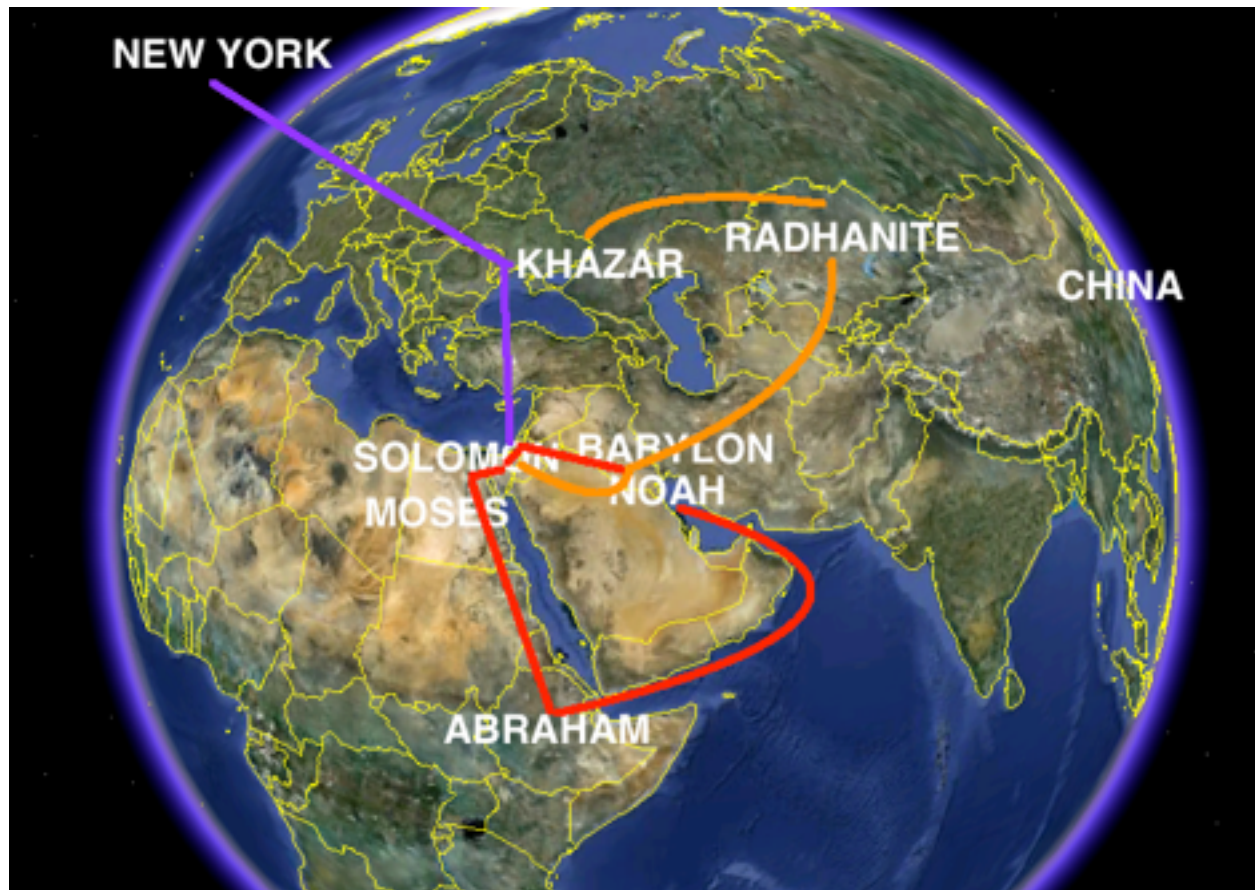 NEW YORK
KHAZAR
RADHANITE
CHINA
SOLOMON
BABYLON
MOSES
NOAH
ABRAHAM